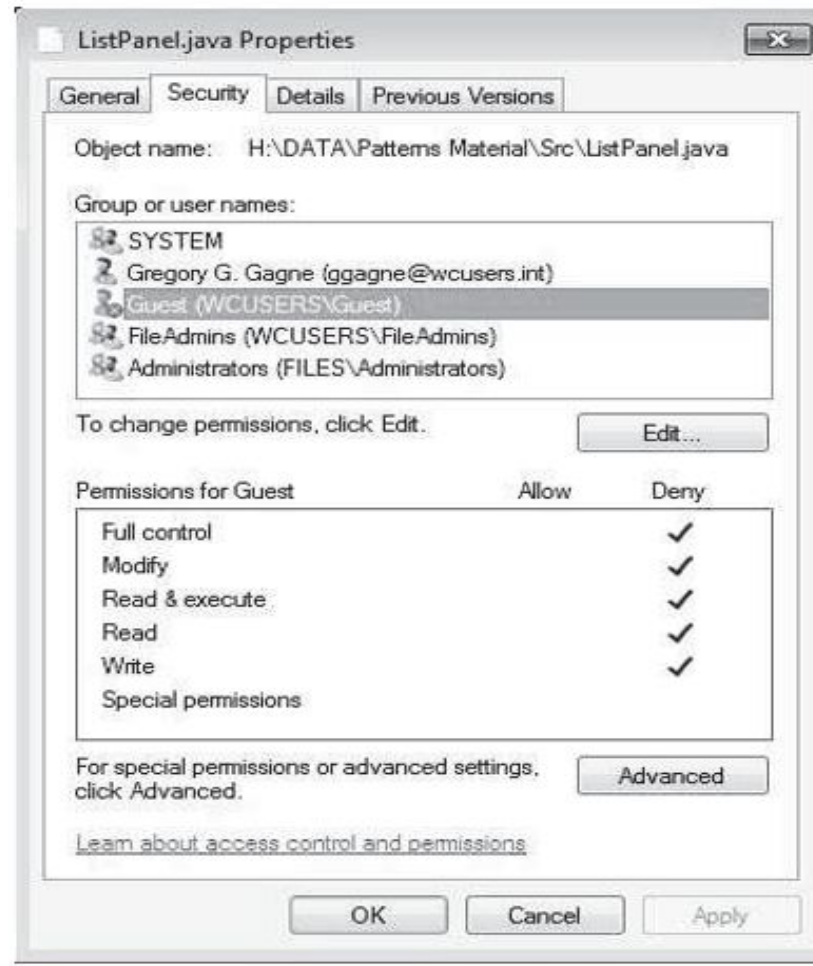 ListPanel.java Properties
General Security Details Previous Versions
Object name: H:\DATA\Patterns Material\Src\ListPanel.java
Group or user names:
SYSTEM
Gregory G. Gagne (ggagne@wcusers.int)
Guest (WCUSERS\Guest)
FileAdmins (WCUSERS\FileAdmins)
Administrators (FILES\Administrators)
To change permissions, click Edit.
Edit...
Permissions for Guest Allow Deny
Full control
Modify
Read & execute
Read
Write
Special permissions
For special permissions or advanced settings,
click Advanced.
Advanced
Learn about access control and permissions
OK Cancel Apply